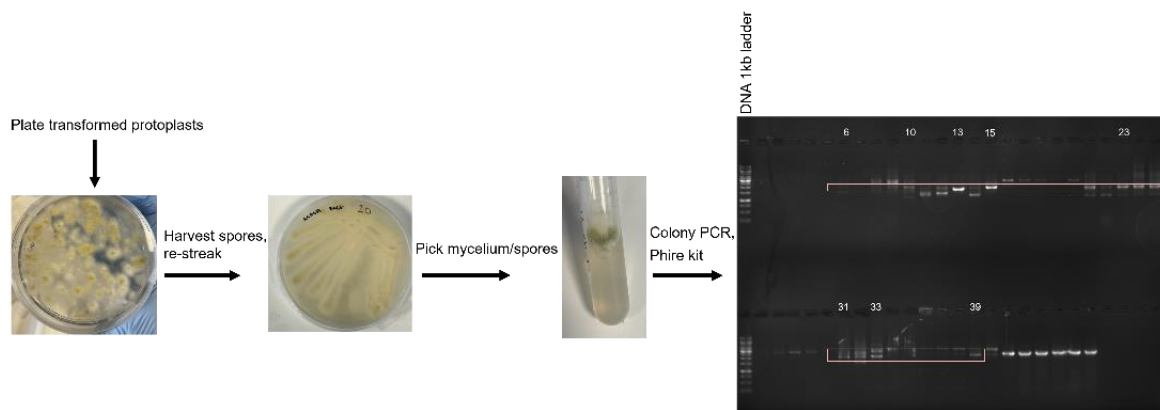 Plate transformed protoplasts
Harvest spores,
re-streak
Pick mycelium/spores
Colony PCR,
Phire kit
DNA 1kb ladder
6
10
13
15
23
31
33
39